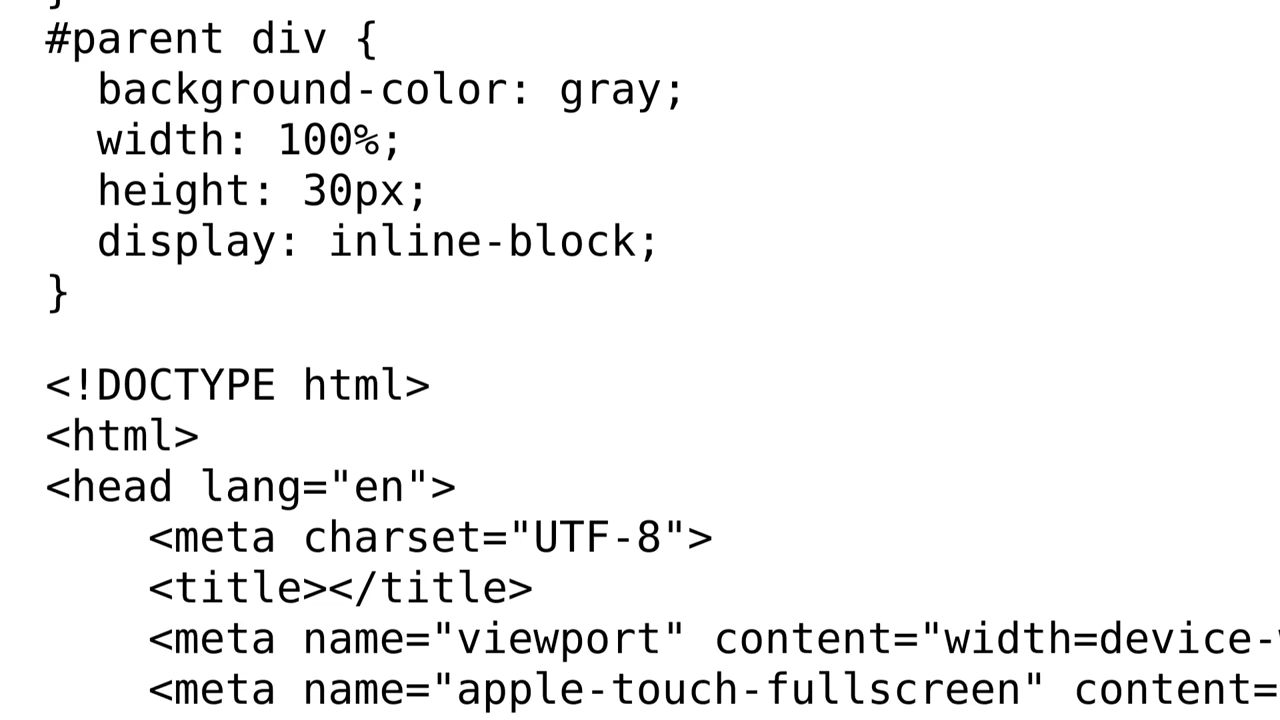 }
#parent div {
  background-color: gray;
  width: 100%;
  height: 30px;
  display: inline-block;
}

<!DOCTYPE html>
<html>
<head lang="en">
    <meta charset="UTF-8">
    <title></title>
    <meta name="viewport" content="width=device-
    <meta name="apple-touch-fullscreen" content=